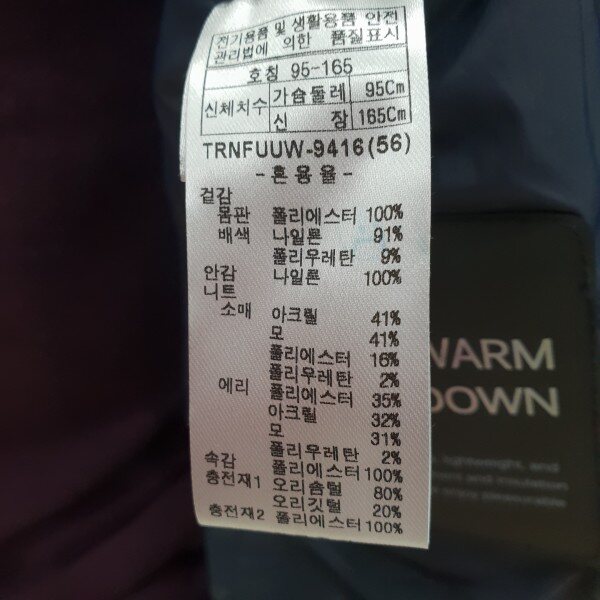 전기용품 및 생활용품 안전
관리법에 의한 품질표시
호칭 95-165
신체치수 가슴둘레 95Cm
신 장 165Cm
TRNFUUW-9416(56)
-혼용율-
겉감
몸판 폴리에스터 100%
배색 나일론 91%
폴리우레탄 9%
안감 나일론 100%
니트
소매 아크릴 41%
모 41%
폴리에스터 16%
폴리우레탄 2%
에리 폴리에스터 35%
아크릴 32%
모 31%
폴리우레탄 2%
속감 폴리에스터 100%
충전재1 오리솜털 80%
오리깃털 20%
충전재2 폴리에스터 100%
WARM
DOWN
lightweight, and
and insulation
enjoy pleasurable